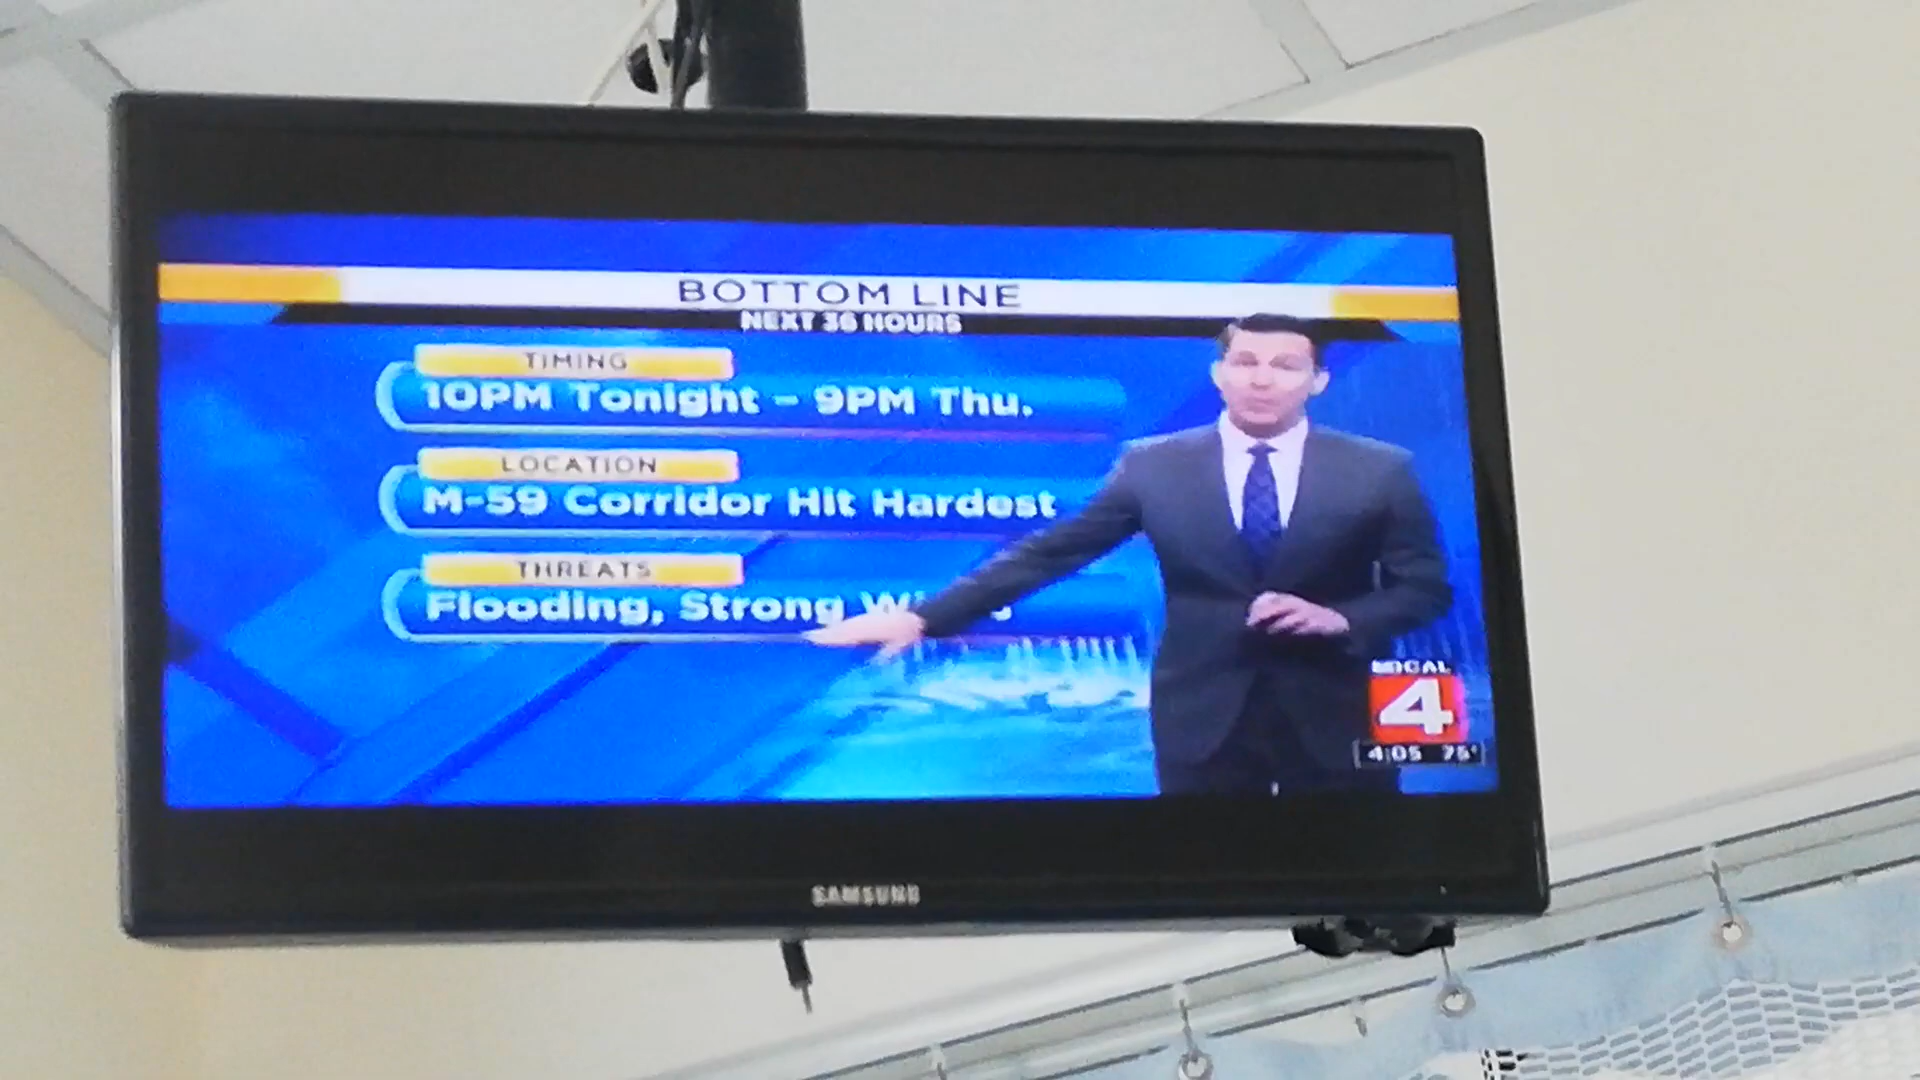 BOTTOM LINE
NEXT 36 HOURS
TIMING
10PM Tonight – 9PM Thu.
LOCATION
M-59 Corridor Hit Hardest
THREATS
Flooding, Strong
LOCAL
4
4:05 75°
SAMSUNG